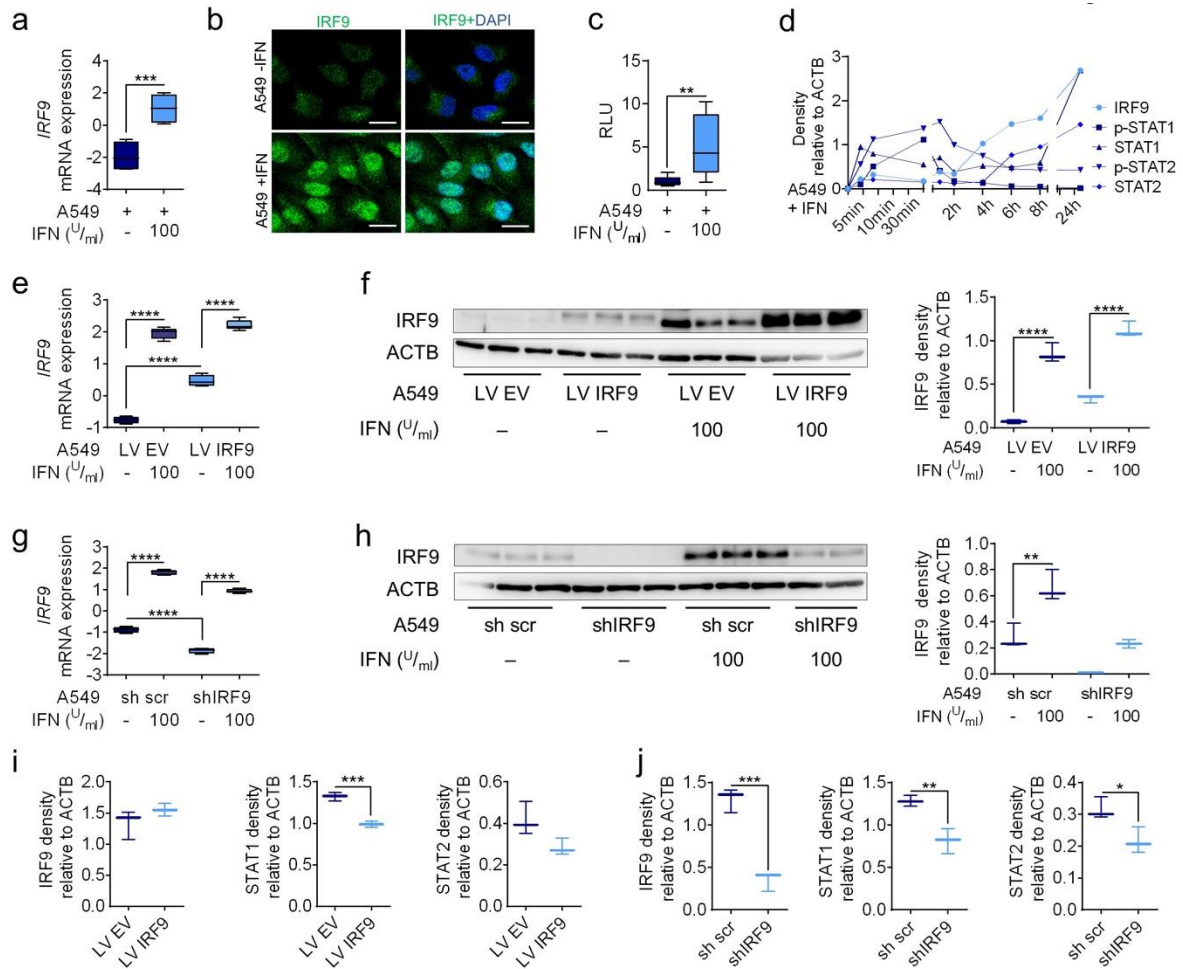 a
IRF9
mRNA expression
4
2
0
-2
-4
***
A549 + +
IFN (U/ml) - 100
b
IRF9 IRF9+DAPI
A549 -IFN
A549 +IFN
c
RLU
15
10
5
0
**
A549 + +
IFN (U/ml) - 100
d
Density
relative to ACTB
3
2
1
0
A549
+ IFN
5min 10min 30min 2h 4h 6h 8h 24h
IRF9
p-STAT1
STAT1
p-STAT2
STAT2
e
IRF9
mRNA expression
3
2
1
0
-1
**** **** ****
A549 LV EV LV IRF9
IFN (U/ml) - 100 - 100
f
IRF9
ACTB
A549 LV EV LV IRF9 LV EV LV IRF9
IFN (U/ml) – – 100 100
IRF9 density
relative to ACTB
1.5
1.0
0.5
0.0
**** ****
A549 LV EV LV IRF9
IFN (U/ml) - 100 - 100
g
IRF9
mRNA expression
3
2
1
0
-1
-2
-3
**** **** ****
A549 sh scr shIRF9
IFN (U/ml) - 100 - 100
h
IRF9
ACTB
A549 sh scr shIRF9 sh scr shIRF9
IFN (U/ml) – – 100 100
IRF9 density
relative to ACTB
1.0
0.8
0.6
0.4
0.2
0.0
**
A549 sh scr shIRF9
IFN (U/ml) - 100 - 100
i
IRF9 density
relative to ACTB
2.0
1.5
1.0
0.5
0.0
LV EV LV IRF9
STAT1 density
relative to ACTB
1.5
1.0
0.5
0.0
***
LV EV LV IRF9
STAT2 density
relative to ACTB
0.6
0.4
0.2
0.0
LV EV LV IRF9
j
IRF9 density
relative to ACTB
1.5
1.0
0.5
0.0
***
sh scr shIRF9
STAT1 density
relative to ACTB
1.5
1.0
0.5
0.0
**
sh scr shIRF9
STAT2 density
relative to ACTB
0.4
0.3
0.2
0.1
0.0
*
sh scr shIRF9